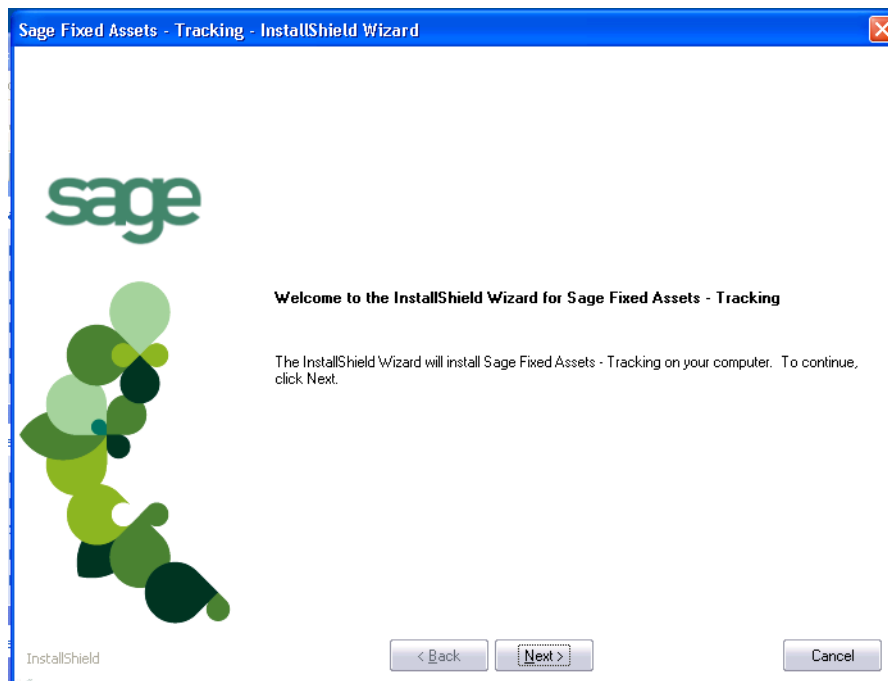 Sage Fixed Assets - Tracking - InstallShield Wizard
sage
Welcome to the InstallShield Wizard for Sage Fixed Assets - Tracking
The InstallShield Wizard will install Sage Fixed Assets - Tracking on your computer. To continue,
click Next.
InstallShield
< Back
Next >
Cancel